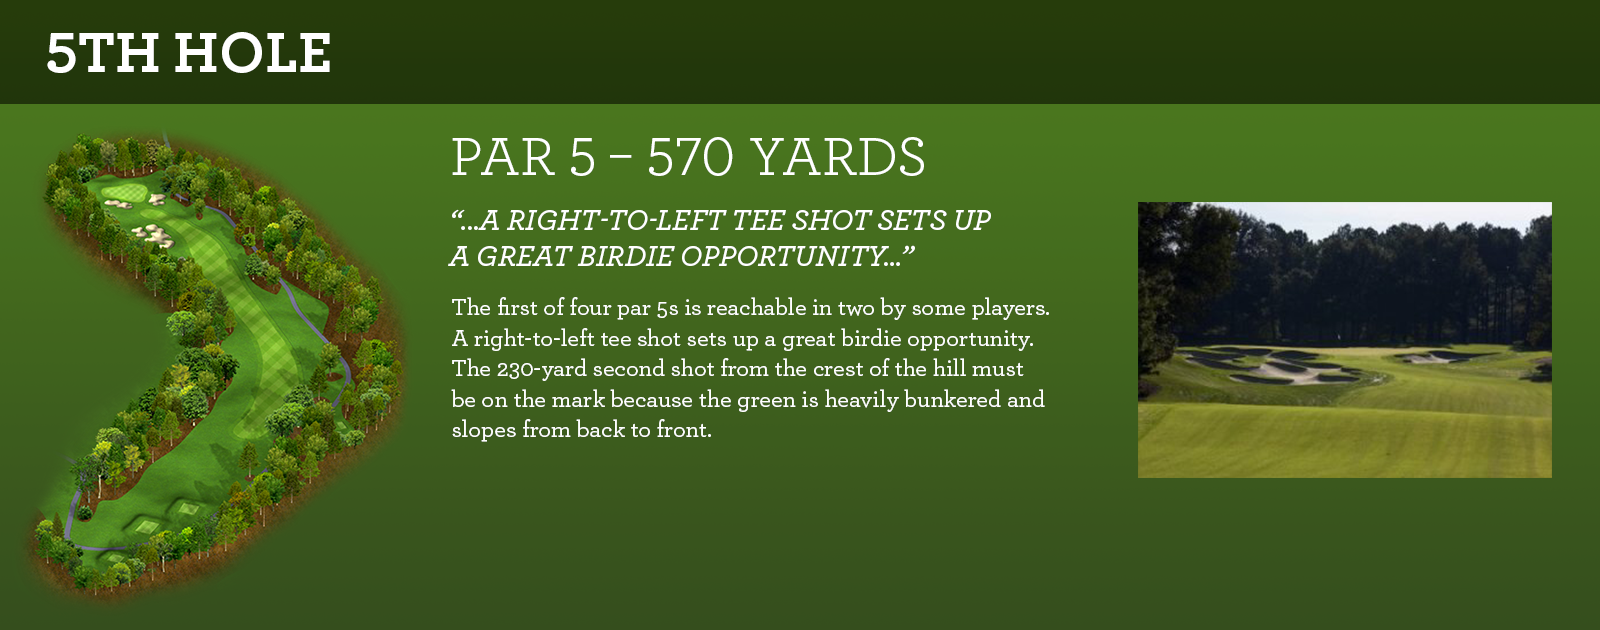 5TH HOLE
PAR 5 – 570 YARDS
“...A RIGHT-TO-LEFT TEE SHOT SETS UP
A GREAT BIRDIE OPPORTUNITY...”
The first of four par 5s is reachable in two by some players.
A right-to-left tee shot sets up a great birdie opportunity.
The 230-yard second shot from the crest of the hill must
be on the mark because the green is heavily bunkered and
slopes from back to front.